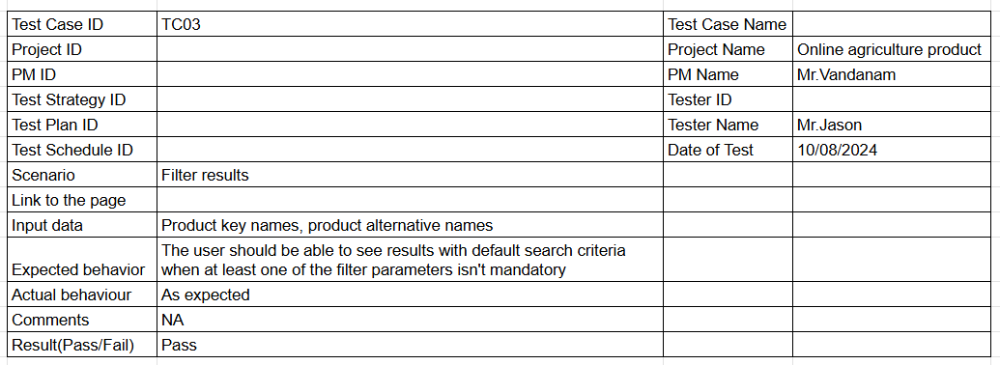 Test Case ID TC03 Test Case Name
Project ID Project Name Online agriculture product
PM ID PM Name Mr.Vandanam
Test Strategy ID Tester ID
Test Plan ID Tester Name Mr.Jason
Test Schedule ID Date of Test 10/08/2024
Scenario Filter results
Link to the page
Input data Product key names, product alternative names
The user should be able to see results with default search criteria
Expected behavior when at least one of the filter parameters isn't mandatory
Actual behaviour As expected
Comments NA
Result(Pass/Fail) Pass